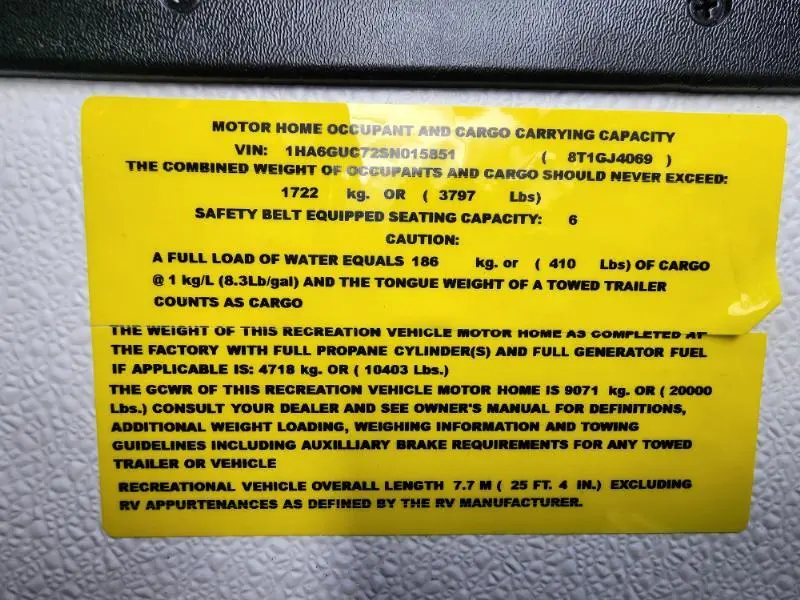 MOTOR HOME OCCUPANT AND CARGO CARRYING CAPACITY
VIN: 1HA6GUC72SN015851 ( 8T1GJ4069 )
THE COMBINED WEIGHT OF OCCUPANTS AND CARGO SHOULD NEVER EXCEED:
1722 kg. OR ( 3797 Lbs)
SAFETY BELT EQUIPPED SEATING CAPACITY: 6
CAUTION:
A FULL LOAD OF WATER EQUALS 186 kg. or ( 410 Lbs) OF CARGO
@ 1 kg/L (8.3Lb/gal) AND THE TONGUE WEIGHT OF A TOWED TRAILER
COUNTS AS CARGO
THE WEIGHT OF THIS RECREATION VEHICLE MOTOR HOME AS COMPLETED AT
THE FACTORY WITH FULL PROPANE CYLINDER(S) AND FULL GENERATOR FUEL
IF APPLICABLE IS: 4718 kg. OR ( 10403 Lbs.)
THE GCWR OF THIS RECREATION VEHICLE MOTOR HOME IS 9071 kg. OR ( 20000
Lbs.) CONSULT YOUR DEALER AND SEE OWNER'S MANUAL FOR DEFINITIONS,
ADDITIONAL WEIGHT LOADING, WEIGHING INFORMATION AND TOWING
GUIDELINES INCLUDING AUXILLIARY BRAKE REQUIREMENTS FOR ANY TOWED
TRAILER OR VEHICLE
RECREATIONAL VEHICLE OVERALL LENGTH 7.7 M ( 25 FT. 4 IN.) EXCLUDING
RV APPURTENANCES AS DEFINED BY THE RV MANUFACTURER.